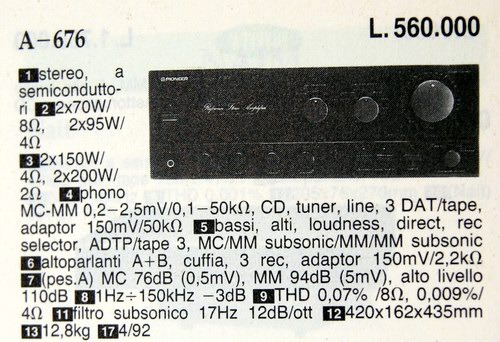 A-676
L. 560.000
1 stereo, a
semicondutto-
ri 2 2x70W/
8Ω, 2x95W/
4Ω
3 2x150W/
4Ω, 2x200W/
2Ω 4 phono
PIONEER
MC-MM 0,2-2,5mV/0,1-50kΩ, CD, tuner, line, 3 DAT/tape,
adaptor 150mV/50kΩ 5 bassi, alti, loudness, direct, rec
selector, ADTP/tape 3, MC/MM subsonic/MM/MM subsonic
6 altoparlanti A+B, cuffia, 3 rec, adaptor 150mV/2,2kΩ
7 (pes.A) MC 76dB (0,5mV), MM 94dB (5mV), alto livello
110dB 8 1Hz÷150kHz -3dB 9 THD 0,07% /8Ω, 0,009%/
4Ω 11 filtro subsonico 17Hz 12dB/ott 12 420x162x435mm
13 12,8kg 17 4/92